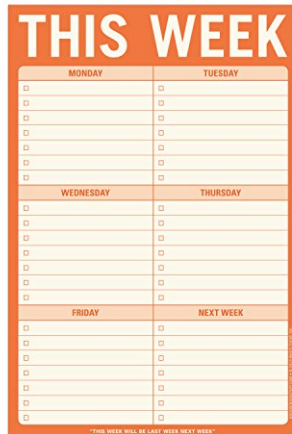 THIS WEEK
MONDAY TUESDAY
WEDNESDAY THURSDAY
FRIDAY NEXT WEEK
"THIS WEEK WILL BE LAST WEEK NEXT WEEK"